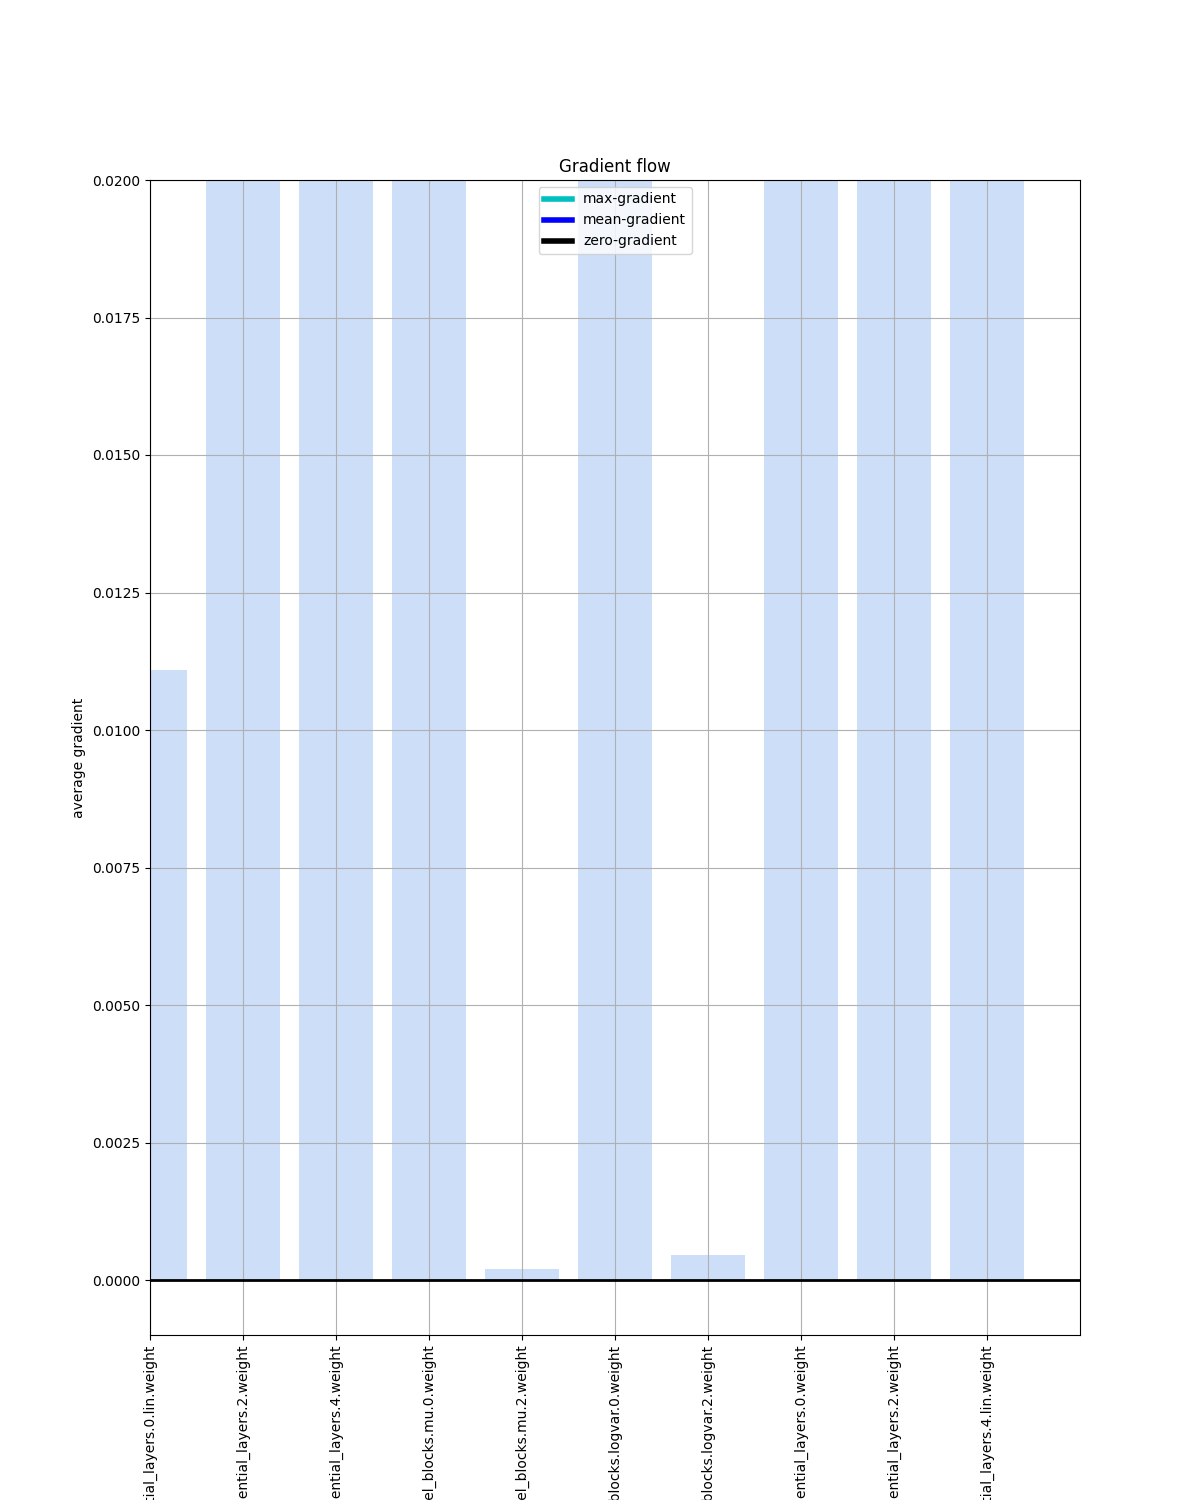 Gradient flow
max-gradient
mean-gradient
zero-gradient
0.0200
0.0175
0.0150
0.0125
0.0100
0.0075
0.0050
0.0025
0.0000
average gradient
tial_layers.0.lin.weight
ential_layers.2.weight
ential_layers.4.weight
el_blocks.mu.0.weight
el_blocks.mu.2.weight
blocks.logvar.0.weight
blocks.logvar.2.weight
ential_layers.0.weight
ential_layers.2.weight
tial_layers.4.lin.weight